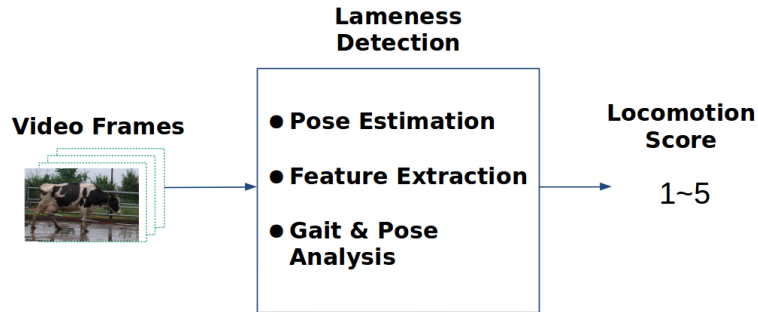 Lameness
Detection
Video Frames
● Pose Estimation
● Feature Extraction
● Gait & Pose
Analysis
Locomotion
Score
1~5